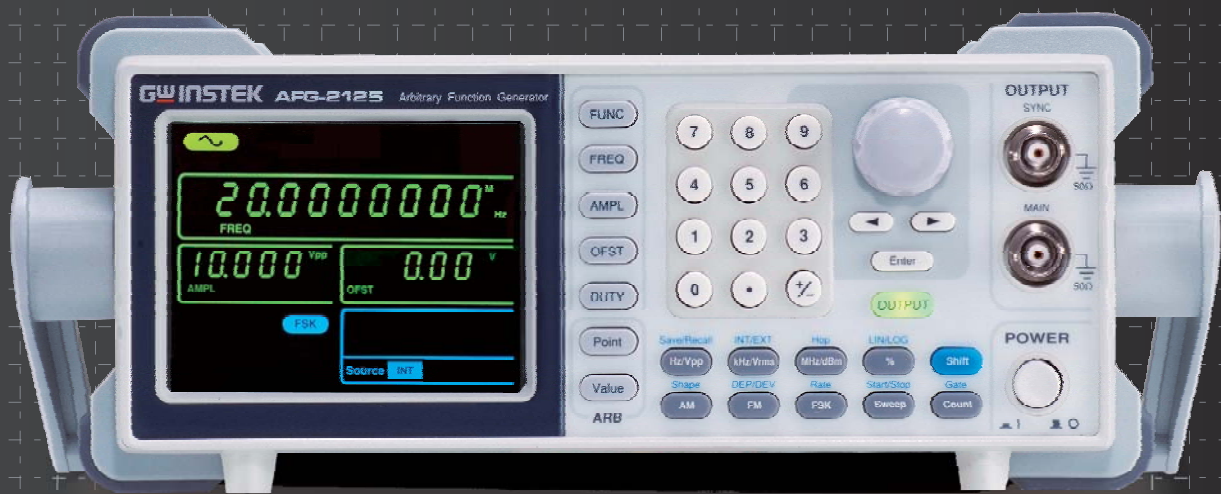 GWINSTEK AFG-2125 Arbitrary Function Generator
20.0000000 M Hz
FREQ
10.000 Vpp
AMPL
0.00 V
OFST
FSK
Source INT
FUNC
FREQ
AMPL
OFST
DUTY
Point
Value
ARB
7 8 9
4 5 6
1 2 3
0 • +/−
Enter
OUTPUT
Save/Recall INT/EXT Hop LIN/LOG
Hz/Vpp kHz/Vrms MHz/dBm % Shift
Shape DEP/DEV Rate Start/Stop Gate
AM FM FSK Sweep Count
OUTPUT
SYNC
50Ω
MAIN
50Ω
POWER
I O